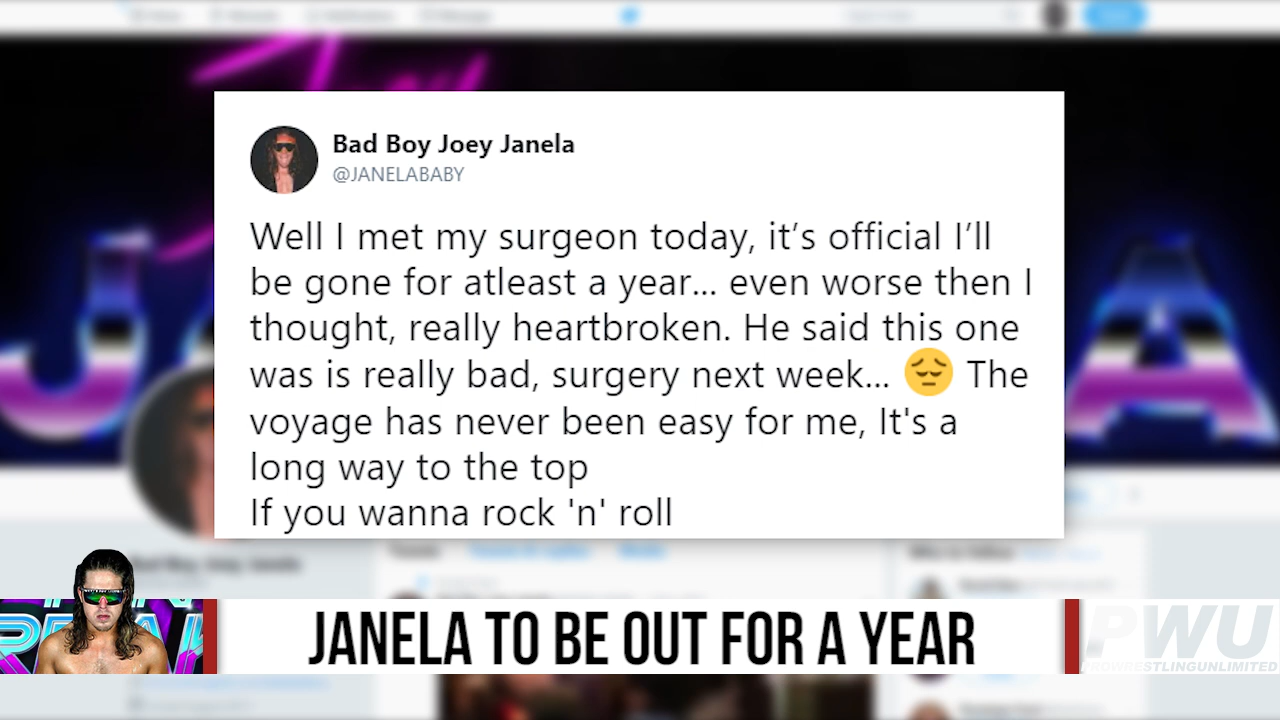 Bad Boy Joey Janela
@JANELABABY
Well I met my surgeon today, it’s official I’ll
be gone for atleast a year... even worse then I
thought, really heartbroken. He said this one
was is really bad, surgery next week... 😔 The
voyage has never been easy for me, It's a
long way to the top
If you wanna rock 'n' roll
JANELA TO BE OUT FOR A YEAR
PWU
PROWRESTLINGUNLIMITED